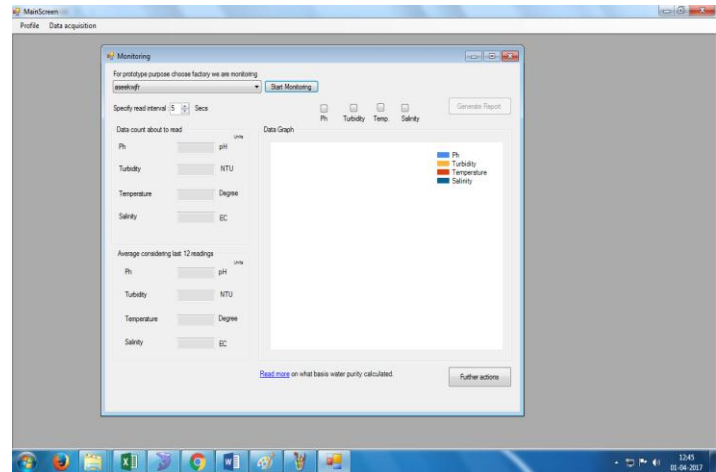 MainScreen
Profile Data acquisition
Monitoring
For prototype purpose choose factory we are monitoring
Start Monitoring
Specify read interval 5 Secs
Ph Turbidity Temp. Salinity
Generate Report
Data count about to read
Units
Ph pH
Turbidity NTU
Temperature Degree
Salinity EC
Data Graph
Ph
Turbidity
Temperature
Salinity
Average considering last 12 readings
Units
Ph pH
Turbidity NTU
Temperature Degree
Salinity EC
Read more on what basis water purity calculated.
Further actions
12:45
01-04-2017